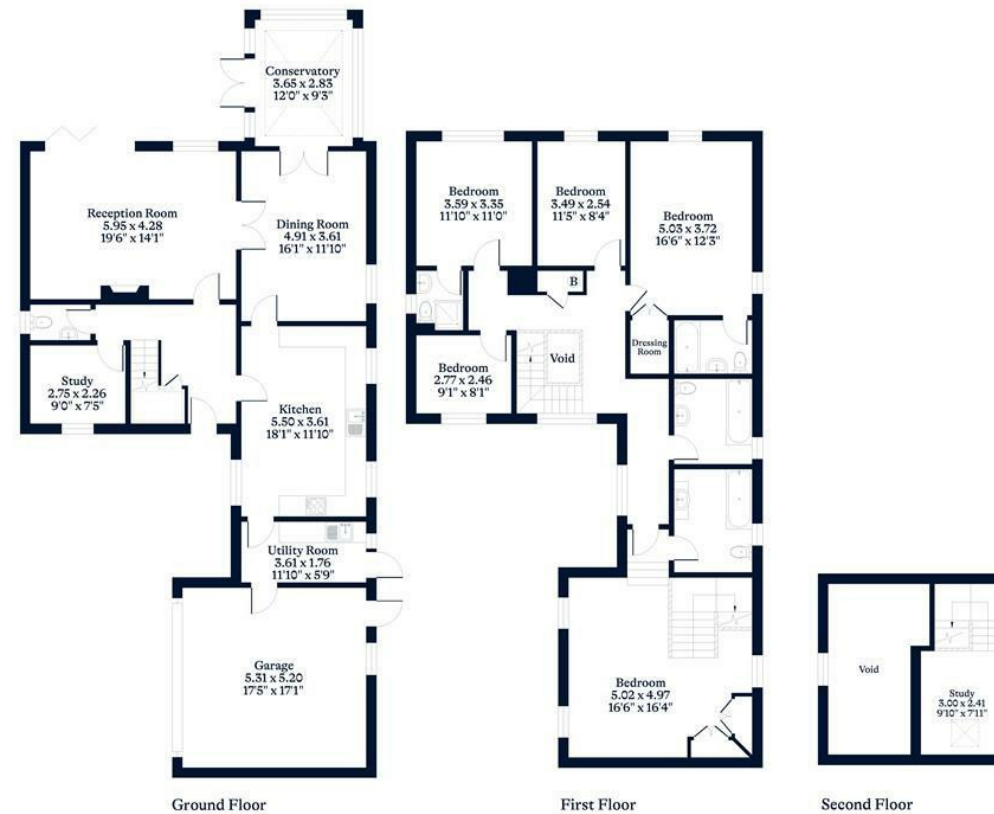 Conservatory
3.65 x 2.83
12'0" x 9'3"
Reception Room
5.95 x 4.28
19'6" x 14'1"
Dining Room
4.91 x 3.61
16'1" x 11'10"
Study
2.75 x 2.26
9'0" x 7'5"
Kitchen
5.50 x 3.61
18'1" x 11'10"
Utility Room
3.61 x 1.76
11'10" x 5'9"
Garage
5.31 x 5.20
17'5" x 17'1"
Ground Floor
Bedroom
3.59 x 3.35
11'10" x 11'0"
Bedroom
3.49 x 2.54
11'5" x 8'4"
Bedroom
5.03 x 3.72
16'6" x 12'3"
B
Dressing
Room
Void
Bedroom
2.77 x 2.46
9'1" x 8'1"
Bedroom
5.02 x 4.97
16'6" x 16'4"
First Floor
Void
Study
3.00 x 2.41
9'10" x 7'11"
Second Floor